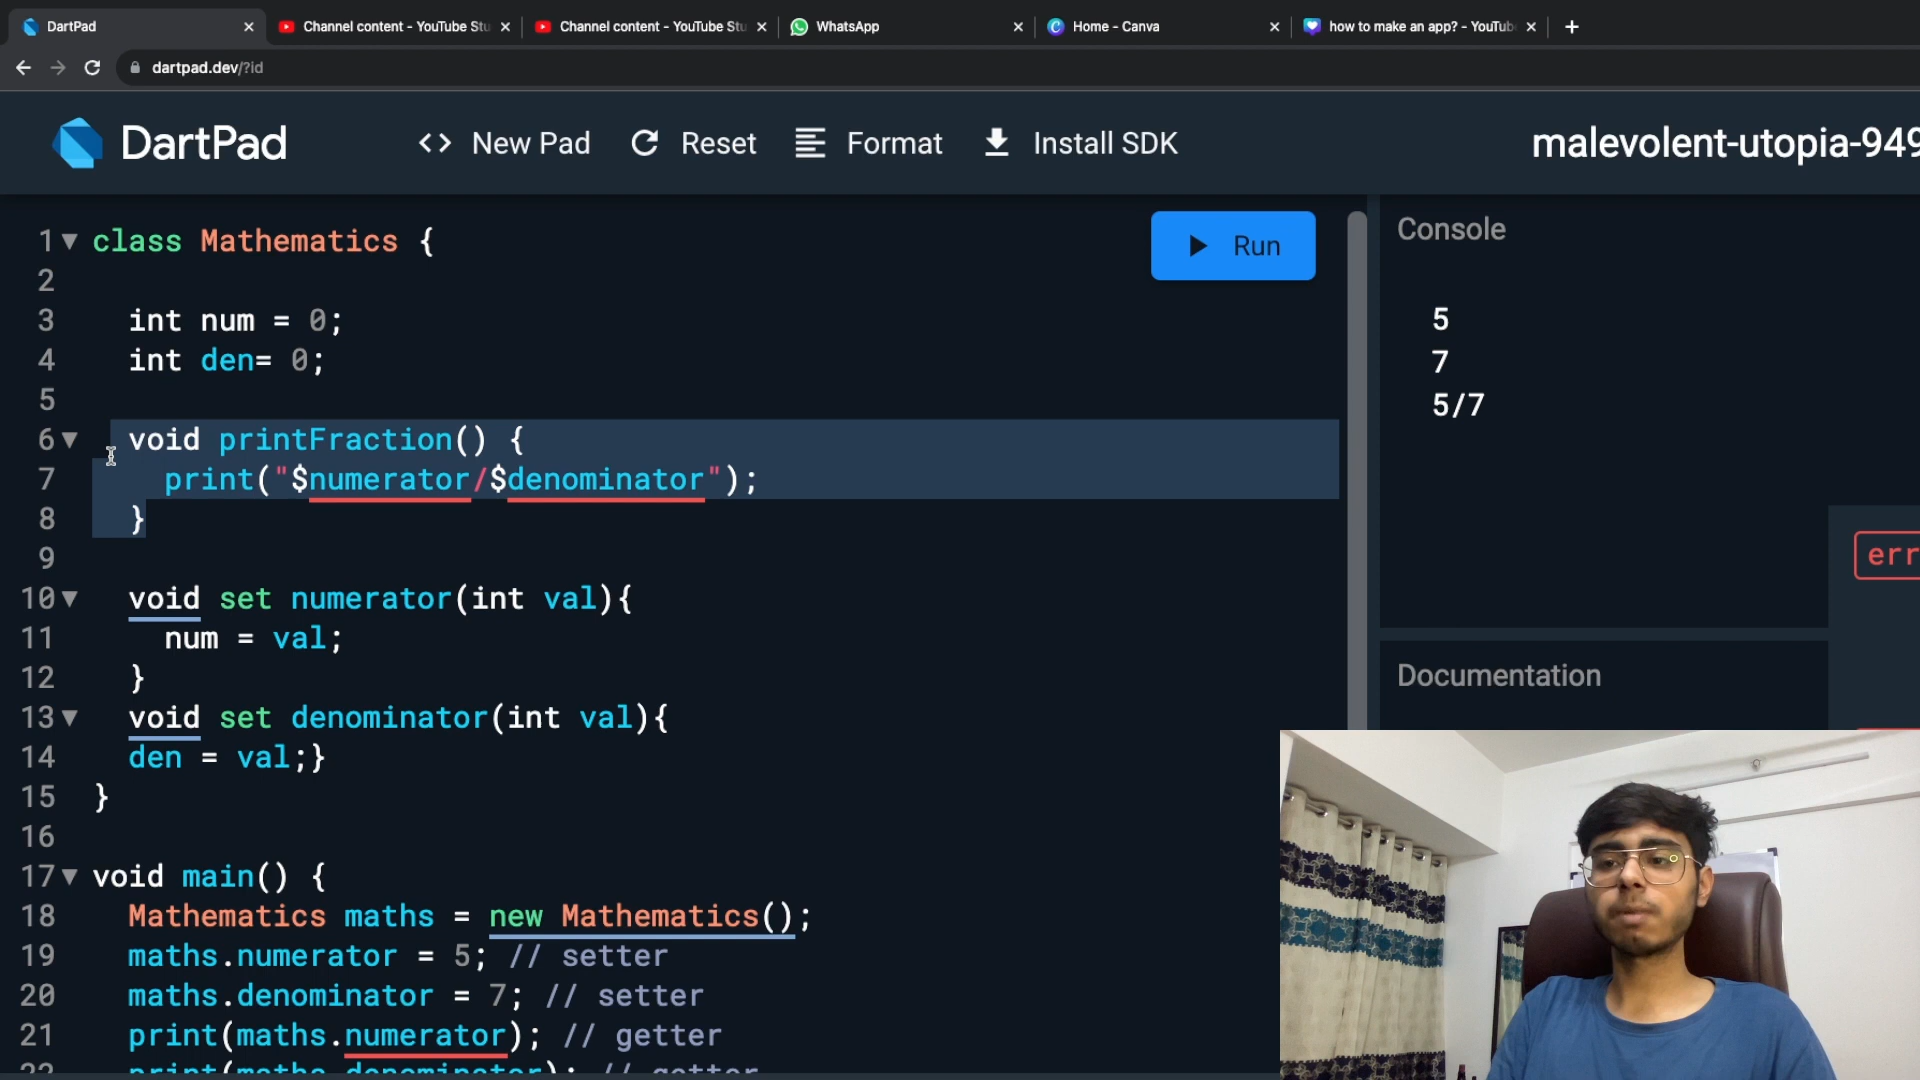 DartPad
Channel content - YouTube Stu
Channel content - YouTube Stu
WhatsApp
Home - Canva
how to make an app? - YouTub
dartpad.dev/?id
DartPad
<> New Pad
Reset
Format
Install SDK
malevolent-utopia-949
Run
Console
1 class Mathematics {
2
3 int num = 0;
4 int den= 0;
5
6 void printFraction() {
7 print("$numerator/$denominator");
8 }
9
10 void set numerator(int val){
11 num = val;
12 }
13 void set denominator(int val){
14 den = val;}
15 }
16
17 void main() {
18 Mathematics maths = new Mathematics();
19 maths.numerator = 5; // setter
20 maths.denominator = 7; // setter
21 print(maths.numerator); // getter
22 print(maths.denominator); // getter
5
7
5/7
err
Documentation